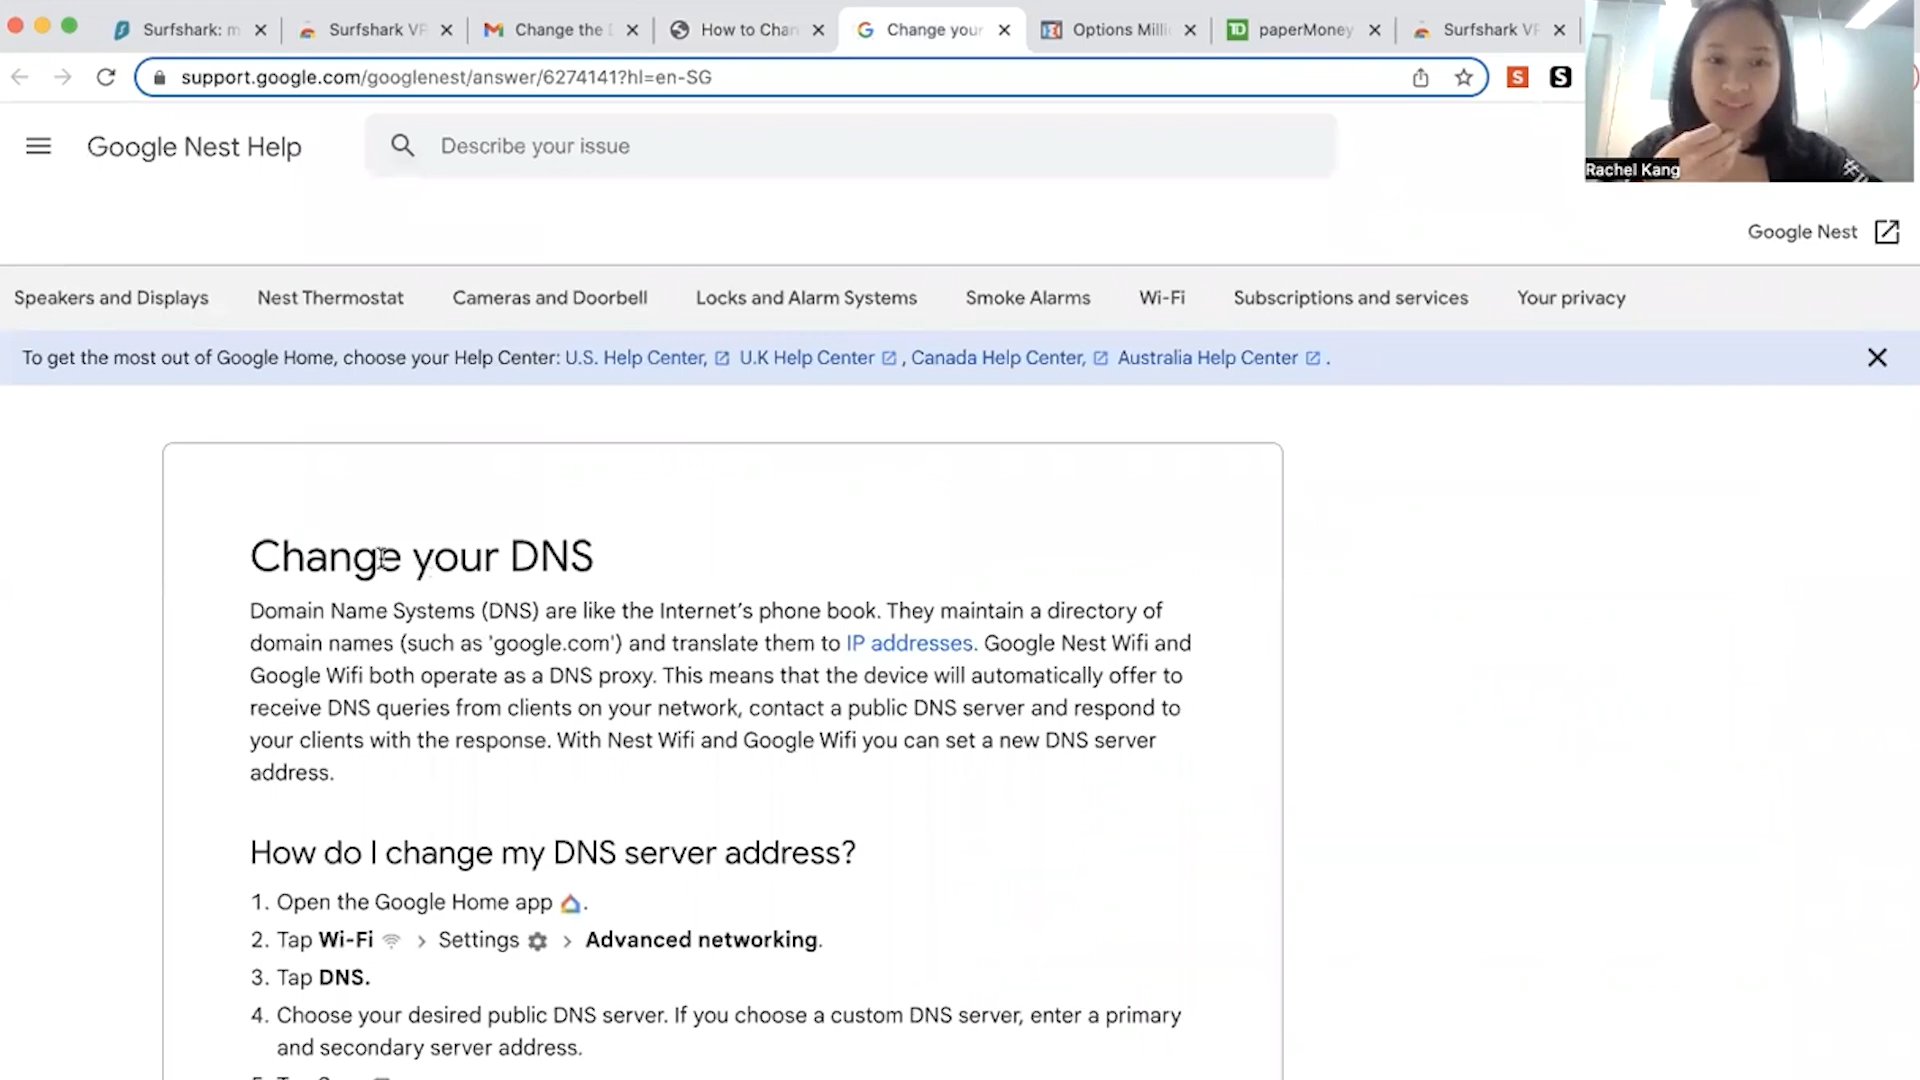 Surfshark: m Surfshark VP Change the How to Chan Change your Options Milli paperMoney Surfshark VP
support.google.com/googlenest/answer/6274141?hl=en-SG
Rachel Kang
Google Nest Help
Describe your issue
Google Nest
Speakers and Displays Nest Thermostat Cameras and Doorbell Locks and Alarm Systems Smoke Alarms Wi-Fi Subscriptions and services Your privacy
To get the most out of Google Home, choose your Help Center: U.S. Help Center, U.K Help Center , Canada Help Center, Australia Help Center .
Change your DNS
Domain Name Systems (DNS) are like the Internet’s phone book. They maintain a directory of
domain names (such as 'google.com') and translate them to IP addresses. Google Nest Wifi and
Google Wifi both operate as a DNS proxy. This means that the device will automatically offer to
receive DNS queries from clients on your network, contact a public DNS server and respond to
your clients with the response. With Nest Wifi and Google Wifi you can set a new DNS server
address.
How do I change my DNS server address?
1. Open the Google Home app .
2. Tap Wi-Fi > Settings > Advanced networking.
3. Tap DNS.
4. Choose your desired public DNS server. If you choose a custom DNS server, enter a primary
and secondary server address.